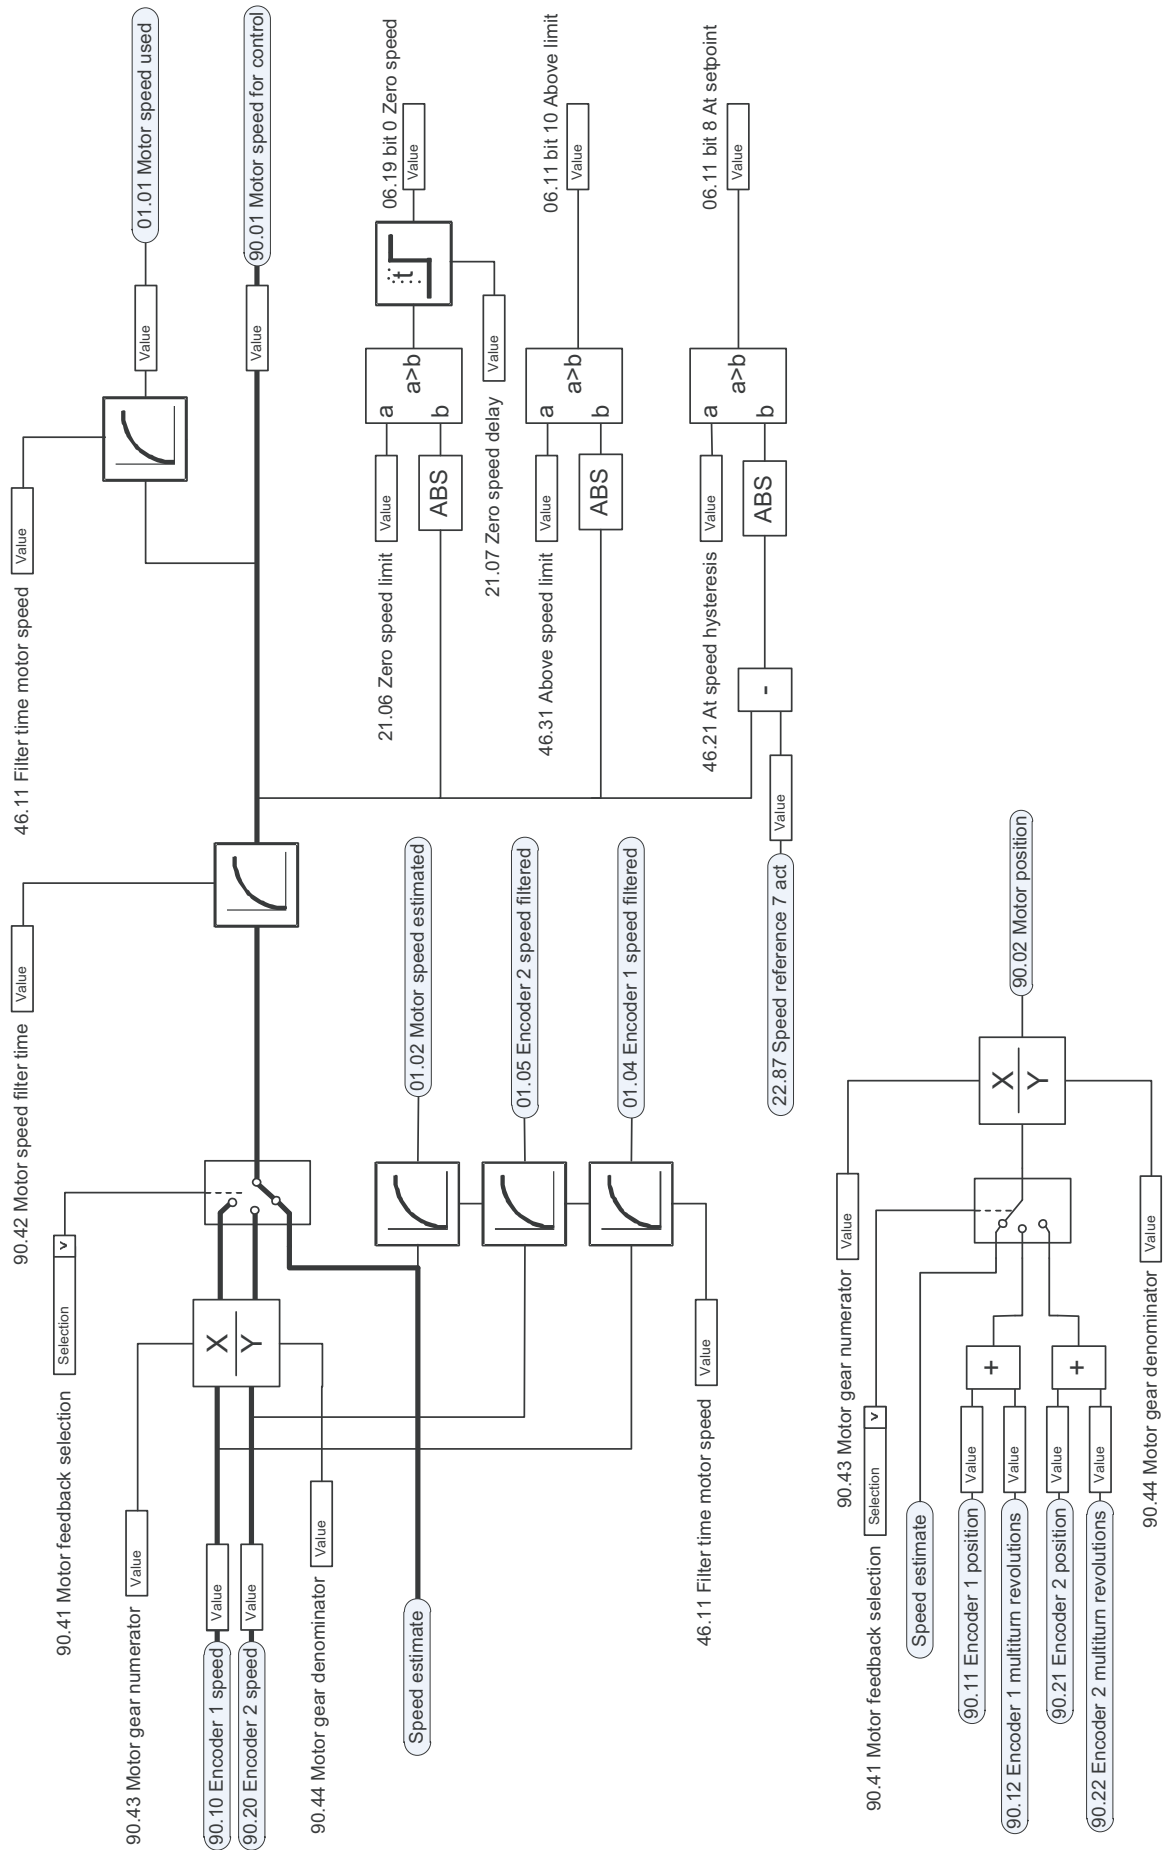 46.11 Filter time motor speed
Value
01.01 Motor speed used
Value
90.01 Motor speed for control
Value
90.42 Motor speed filter time
Value
90.41 Motor feedback selection
Selection
v
90.43 Motor gear numerator
Value
X
Y
90.10 Encoder 1 speed
Value
90.20 Encoder 2 speed
Value
90.44 Motor gear denominator
Value
Speed estimate
01.02 Motor speed estimated
01.05 Encoder 2 speed filtered
01.04 Encoder 1 speed filtered
46.11 Filter time motor speed
Value
21.06 Zero speed limit
Value
ABS
a
b
a>b
t
06.19 bit 0 Zero speed
Value
21.07 Zero speed delay
Value
46.31 Above speed limit
Value
ABS
a
b
a>b
06.11 bit 10 Above limit
Value
46.21 At speed hysteresis
Value
-
ABS
a
b
a>b
06.11 bit 8 At setpoint
Value
22.87 Speed reference 7 act
Value
90.43 Motor gear numerator
Value
90.41 Motor feedback selection
Selection
v
Speed estimate
90.11 Encoder 1 position
Value
+
90.12 Encoder 1 multiturn revolutions
Value
90.21 Encoder 2 position
Value
+
90.22 Encoder 2 multiturn revolutions
Value
X
Y
90.02 Motor position
90.44 Motor gear denominator
Value